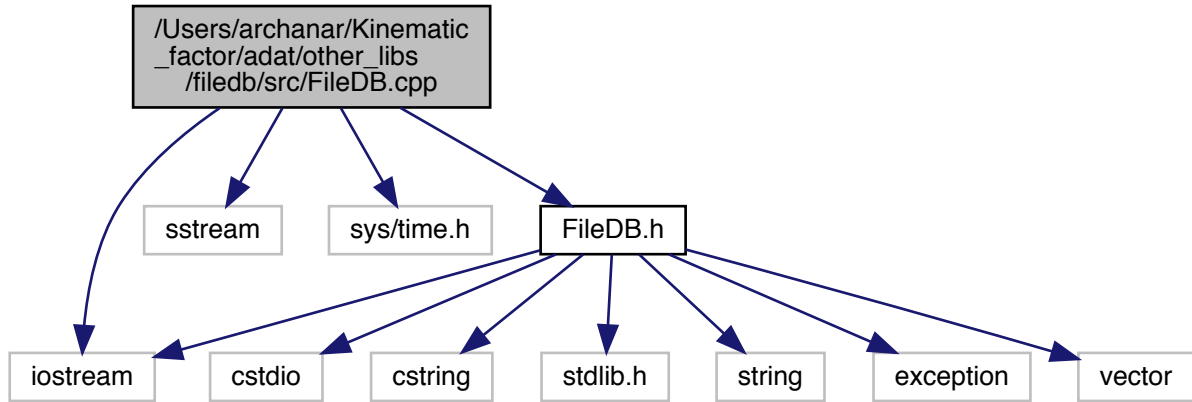 /Users/archanar/Kinematic
_factor/adat/other_libs
/filedb/src/FileDB.cpp
sstream
sys/time.h
FileDB.h
iostream
cstdio
cstring
stdlib.h
string
exception
vector